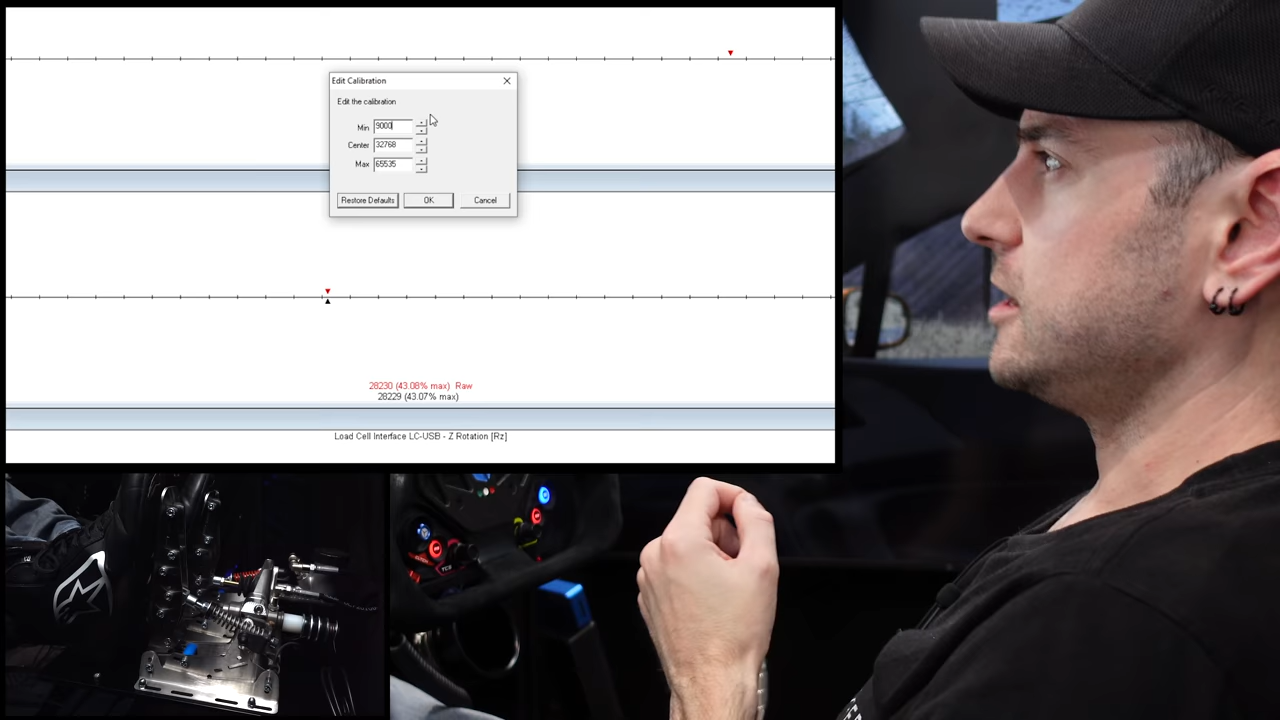 Edit Calibration
Edit the calibration
Min 9000
Center 32768
Max 65535
Restore Defaults OK Cancel
28230 (43.08% max) Raw
28229 (43.07% max)
Load Cell Interface LC-USB - Z Rotation [Rz]